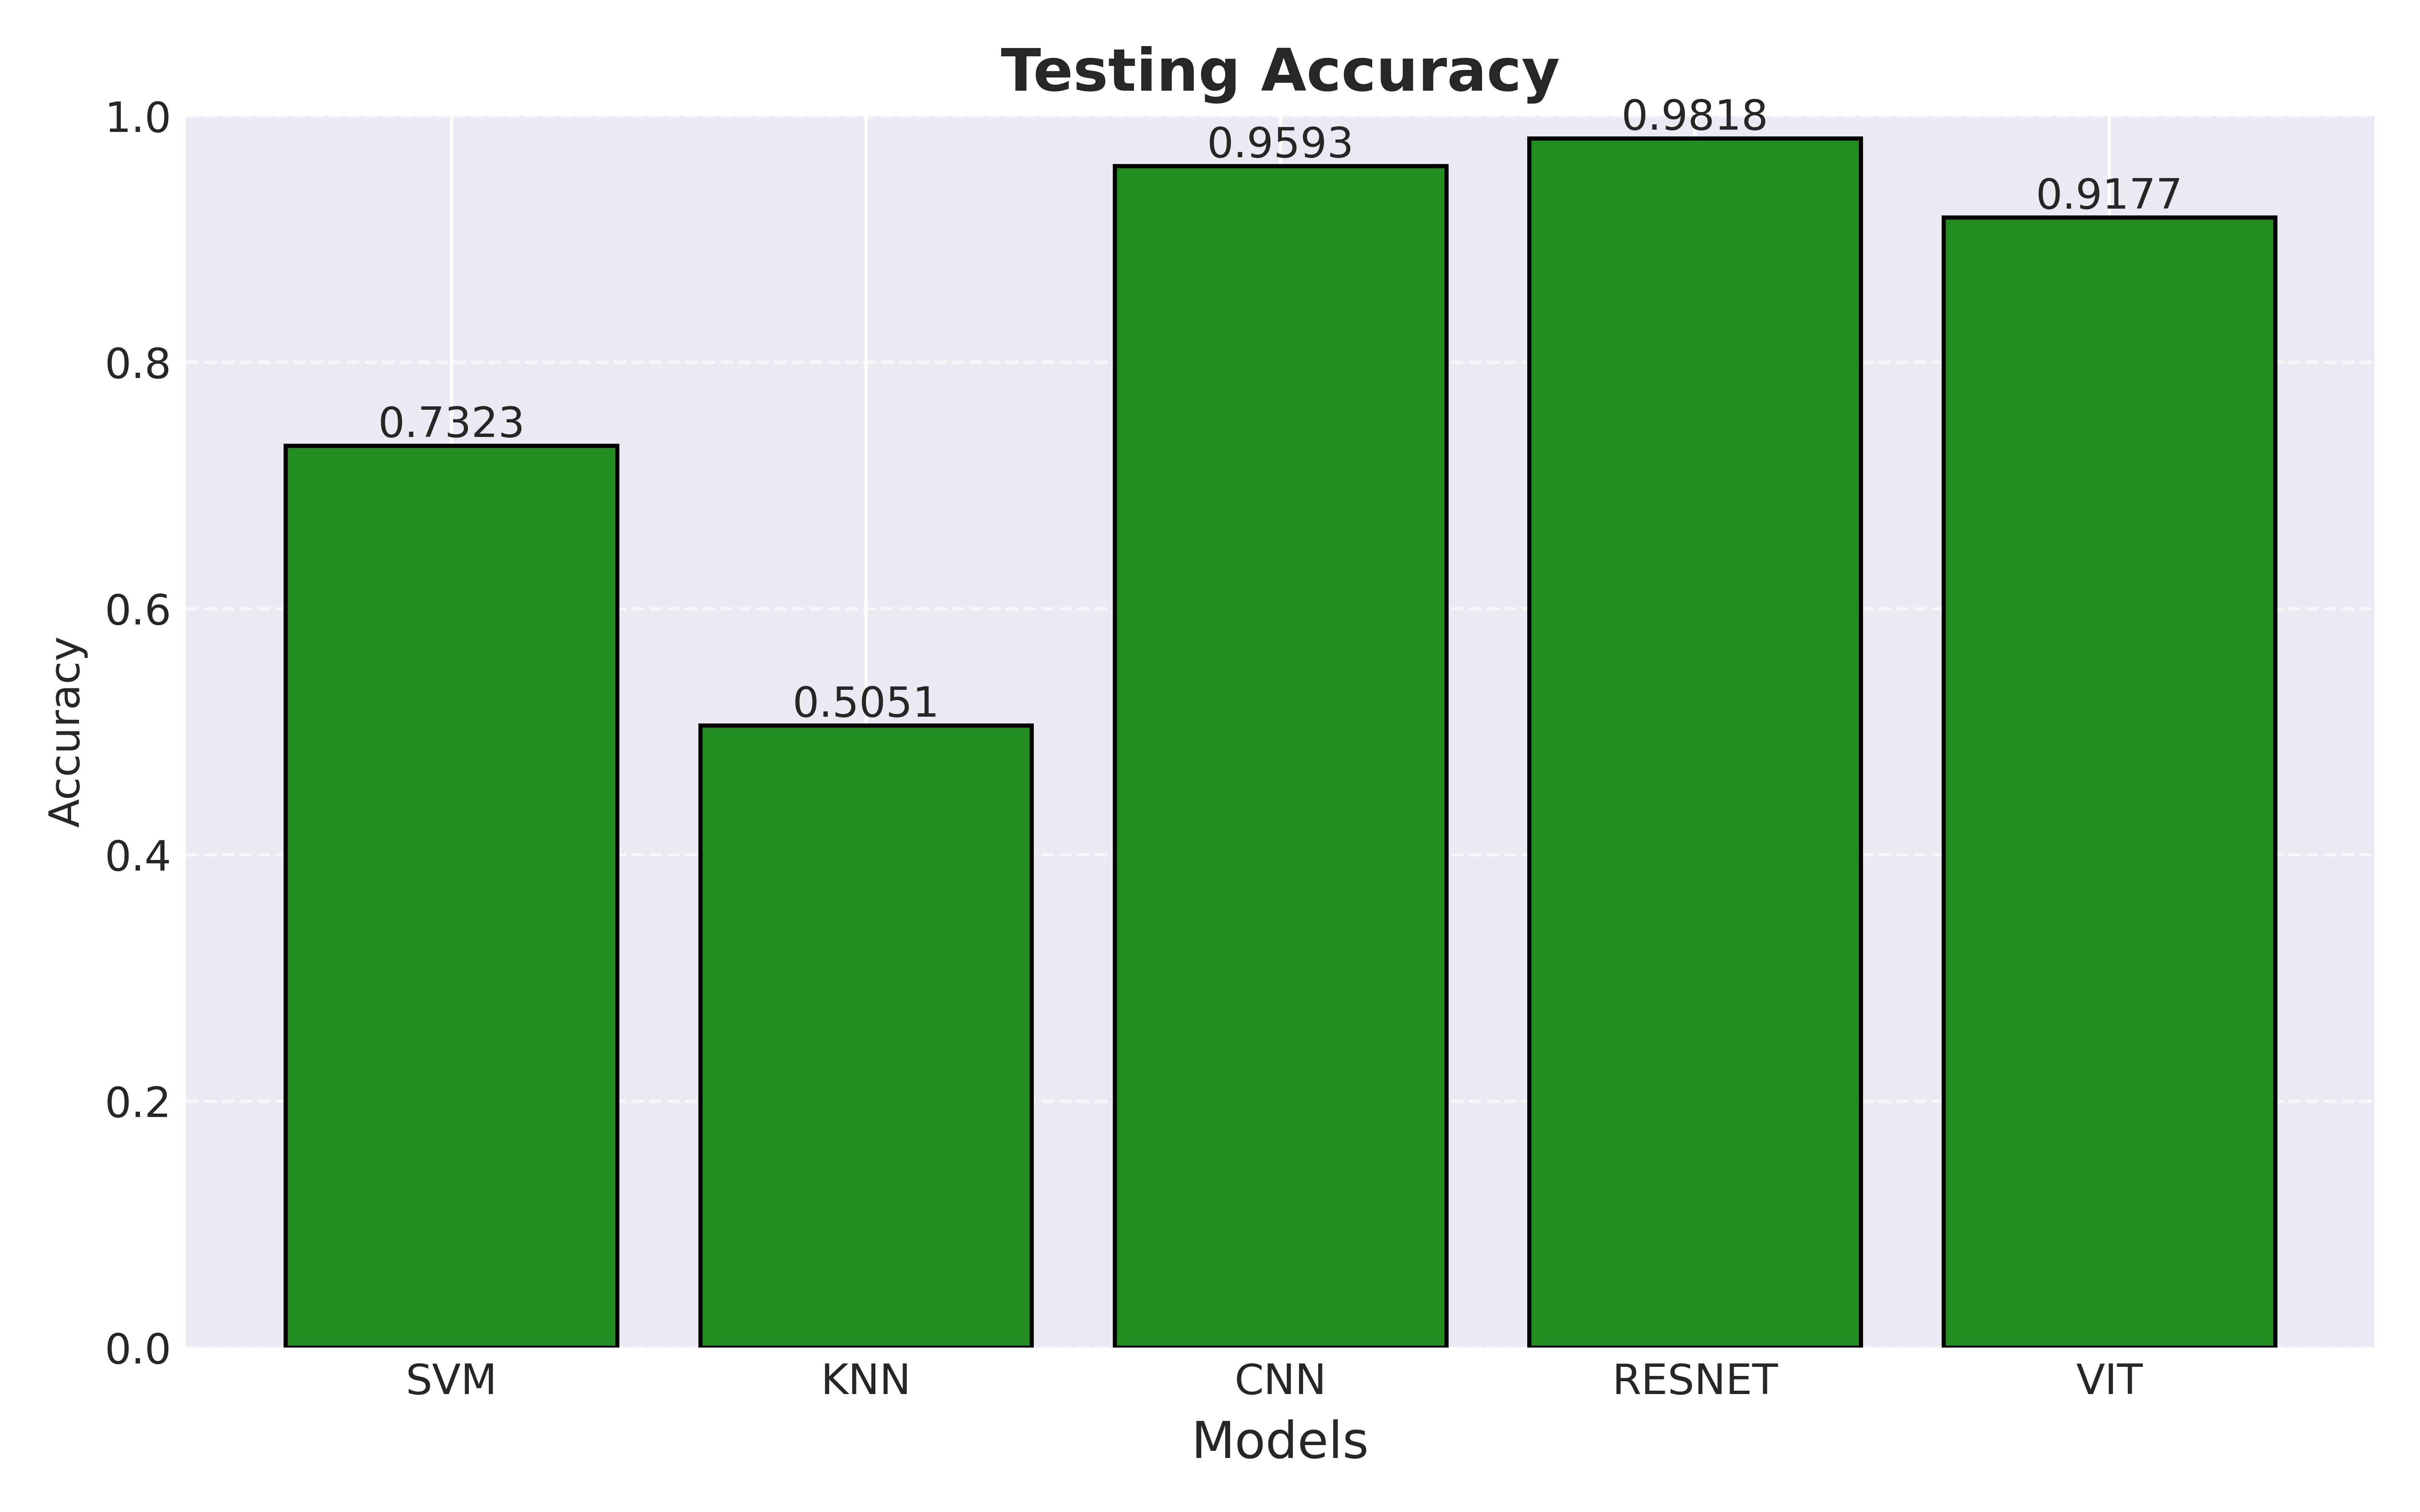 Testing Accuracy
1.0
0.8
0.6
0.4
0.2
0.0
Accuracy
0.7323
0.5051
0.9593
0.9818
0.9177
SVM
KNN
CNN
RESNET
VIT
Models